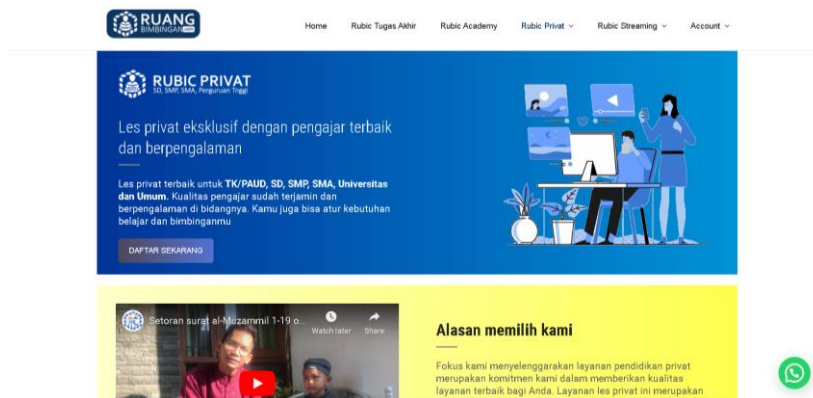 RUANG
BIMBINGAN.COM
Home Rubic Tugas Akhir Rubic Academy Rubic Privat Rubic Streaming Account
RUBIC PRIVAT
SD, SMP, SMA, Perguruan Tinggi
Les privat eksklusif dengan pengajar terbaik
dan berpengalaman
Les privat terbaik untuk TK/PAUD, SD, SMP, SMA, Universitas
dan Umum. Kualitas pengajar sudah terjamin dan
berpengalaman di bidangnya. Kamu juga bisa atur kebutuhan
belajar dan bimbinganmu
DAFTAR SEKARANG
Setoran surat al-Muzammil 1-19 o...
Watch later Share
Alasan memilih kami
Fokus kami menyelenggarakan layanan pendidikan privat
merupakan komitmen kami dalam memberikan kualitas
layanan terbaik bagi Anda. Layanan les privat ini merupakan